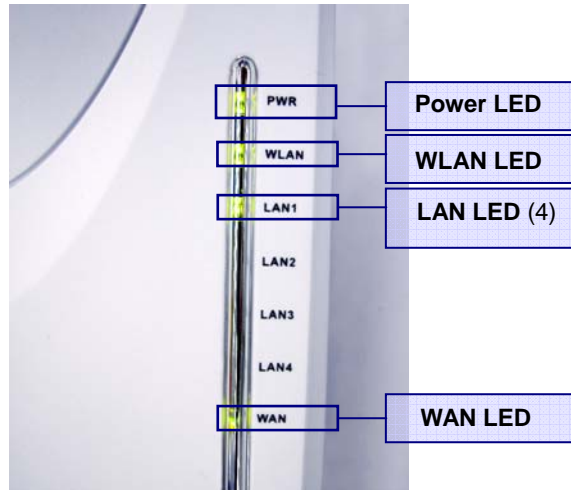 PWR
Power LED
WLAN
WLAN LED
LAN1
LAN LED (4)
LAN2
LAN3
LAN4
WAN
WAN LED